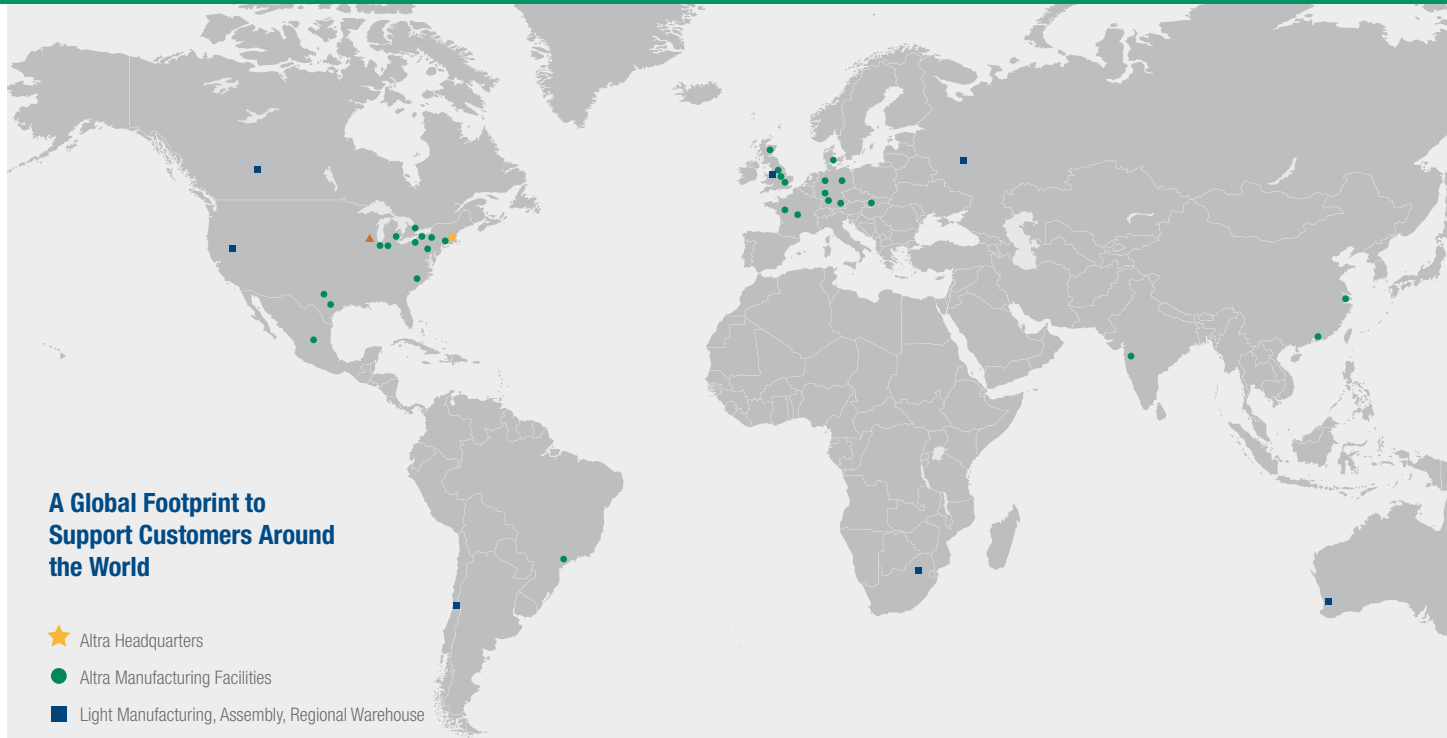 A Global Footprint to
Support Customers Around
the World
Altra Headquarters
Altra Manufacturing Facilities
Light Manufacturing, Assembly, Regional Warehouse